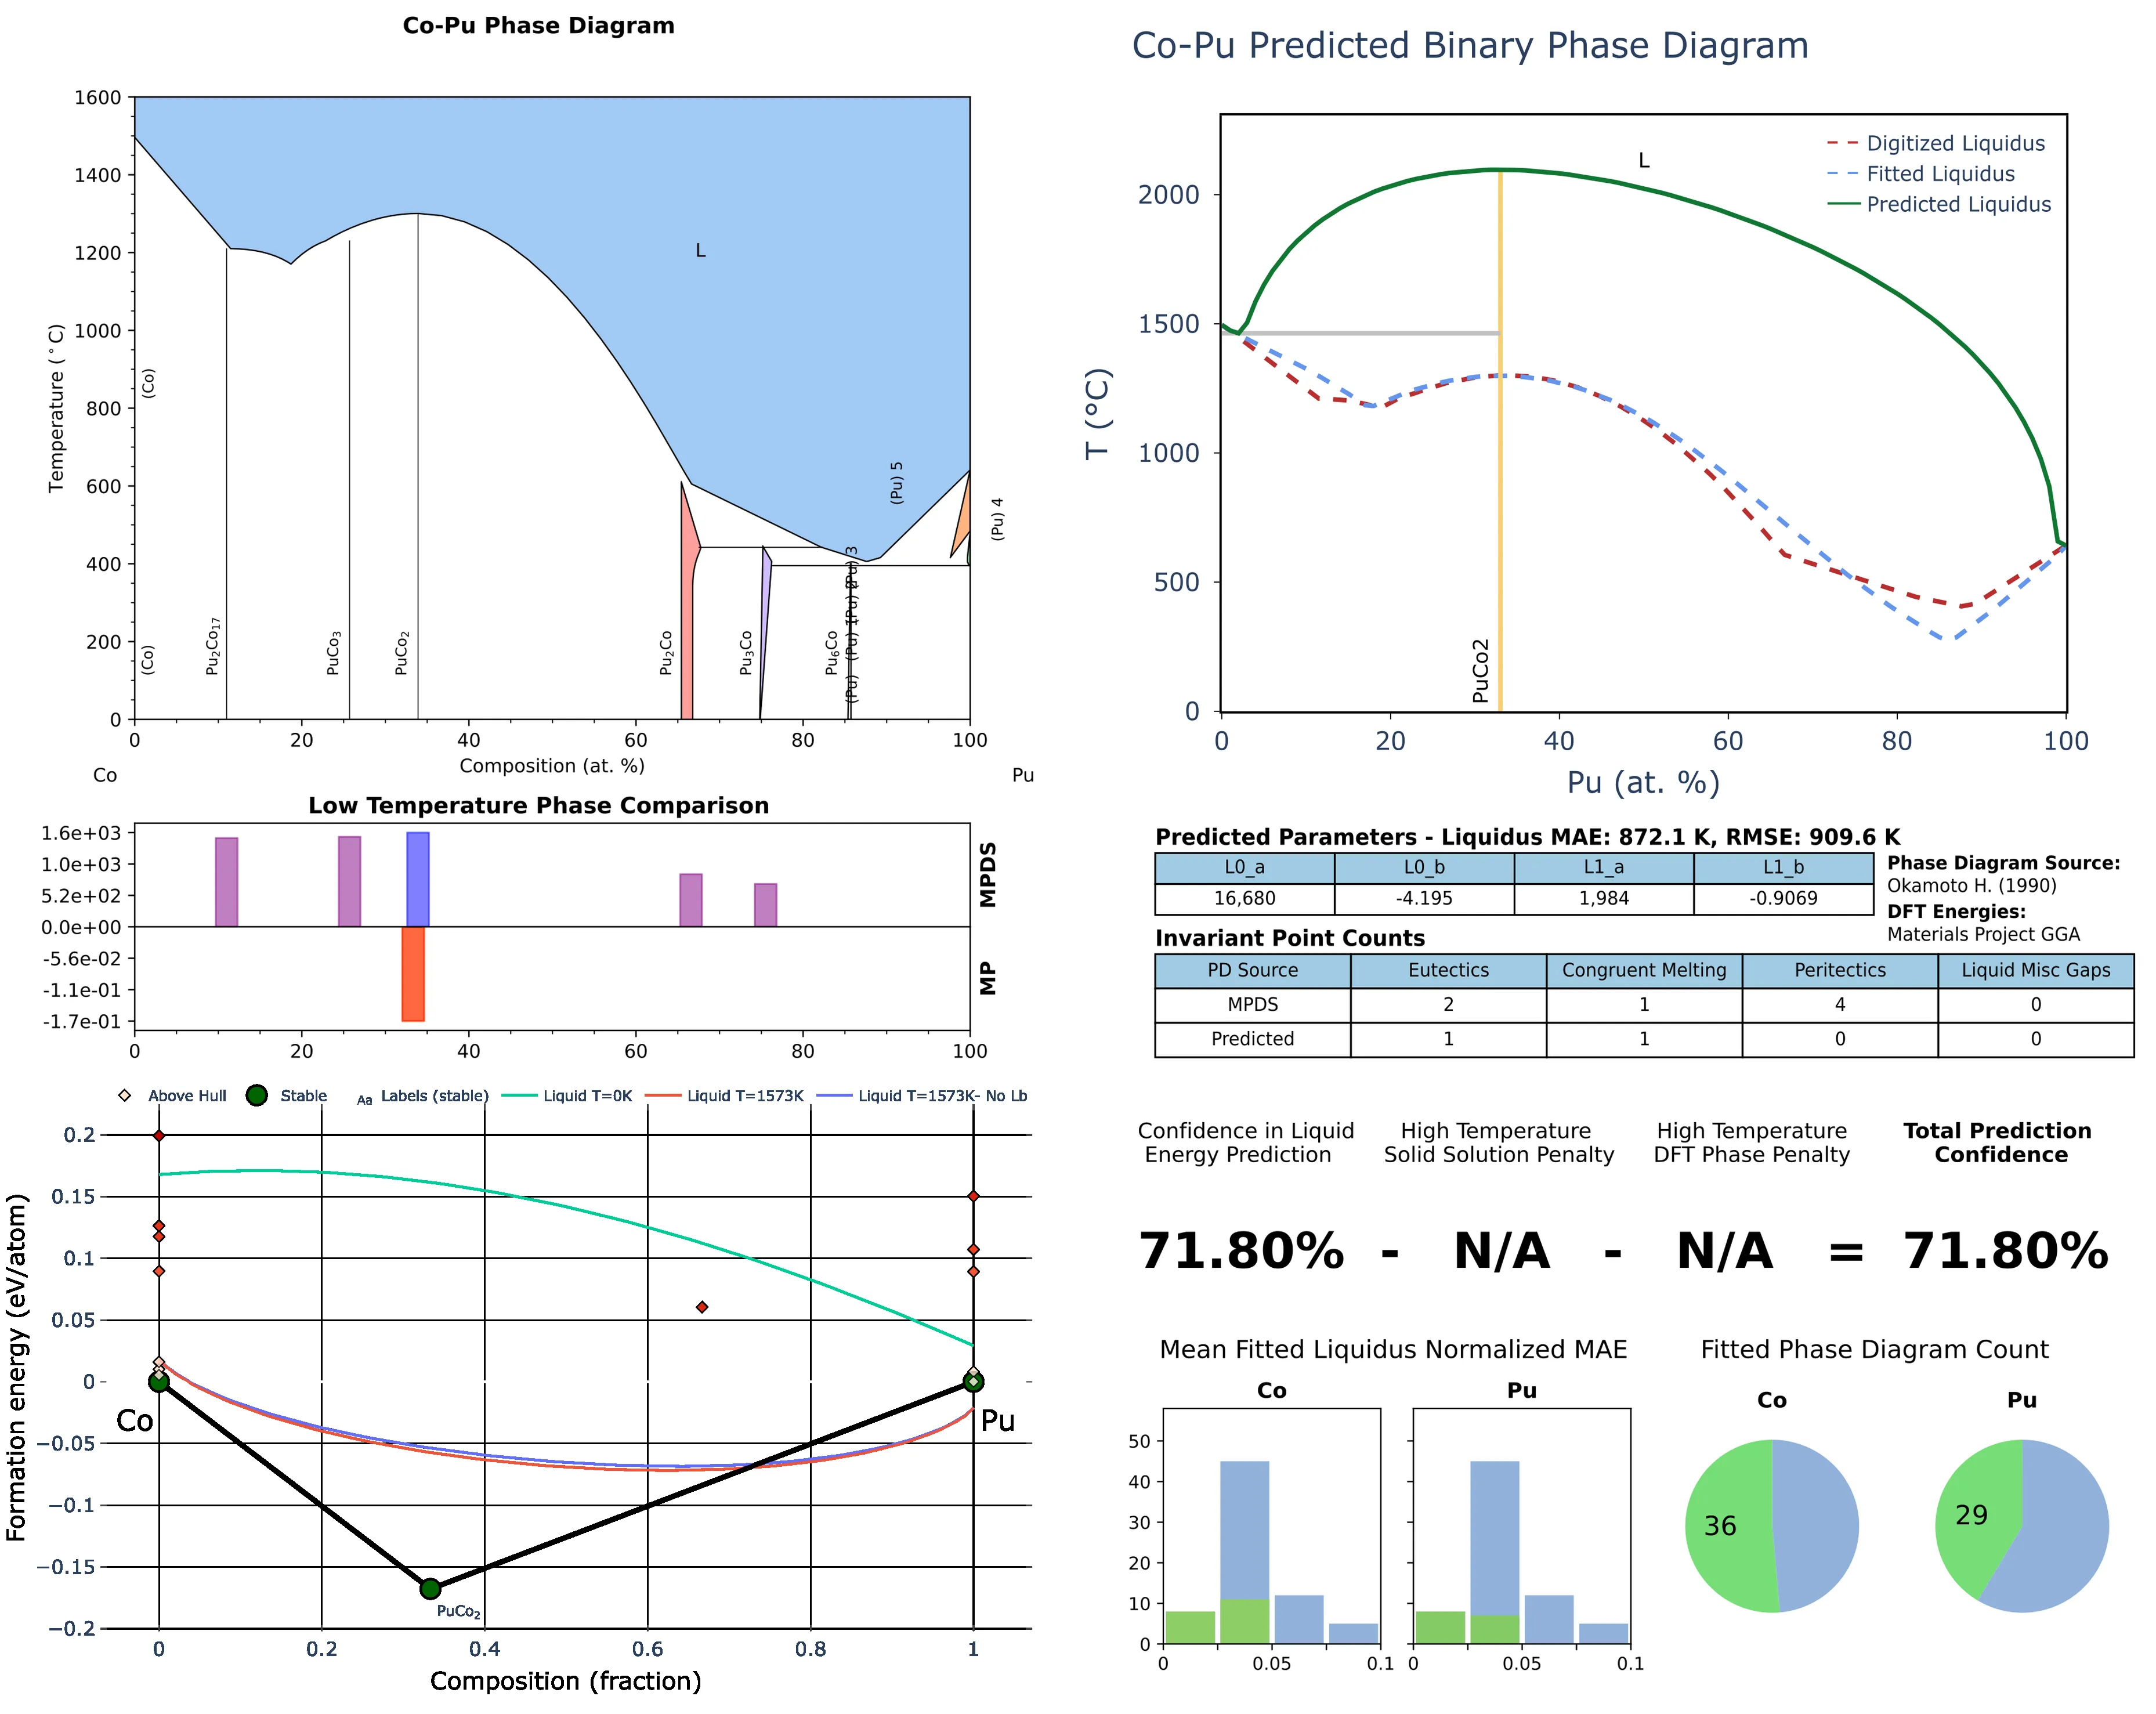 Co-Pu Phase Diagram
1600
1400
1200
1000
800
600
400
200
0
Temperature (°C)
(Co)
(Co)
Pu2Co17
PuCo3
PuCo2
L
Pu2Co
Pu3Co
Pu6Co
(Pu) 5
(Pu) 4
0 20 40 60 80 100
Co Composition (at. %) Pu
Low Temperature Phase Comparison
1.6e+03
1.0e+03
5.2e+02
0.0e+00
-5.6e-02
-1.1e-01
-1.7e-01
MPDS
MP
0 20 40 60 80 100
Above Hull Stable Aa Labels (stable) Liquid T=0K Liquid T=1573K Liquid T=1573K- No Lb
0.2
0.15
0.1
0.05
0
−0.05
−0.1
−0.15
−0.2
Formation energy (eV/atom)
Co
Pu
PuCo2
0 0.2 0.4 0.6 0.8 1
Composition (fraction)
Co-Pu Predicted Binary Phase Diagram
Digitized Liquidus
Fitted Liquidus
Predicted Liquidus
L
2000
1500
1000
500
0
T (°C)
PuCo2
0 20 40 60 80 100
Pu (at. %)
Predicted Parameters - Liquidus MAE: 872.1 K, RMSE: 909.6 K
L0_a L0_b L1_a L1_b
16,680 -4.195 1,984 -0.9069
Phase Diagram Source:
Okamoto H. (1990)
DFT Energies:
Materials Project GGA
Invariant Point Counts
PD Source Eutectics Congruent Melting Peritectics Liquid Misc Gaps
MPDS 2 1 4 0
Predicted 1 1 0 0
Confidence in Liquid Energy Prediction
High Temperature Solid Solution Penalty
High Temperature DFT Phase Penalty
Total Prediction Confidence
71.80% - N/A - N/A = 71.80%
Mean Fitted Liquidus Normalized MAE
Co Pu
50
40
30
20
10
0
0 0.05 0.1 0 0.05 0.1
Fitted Phase Diagram Count
Co Pu
36 29